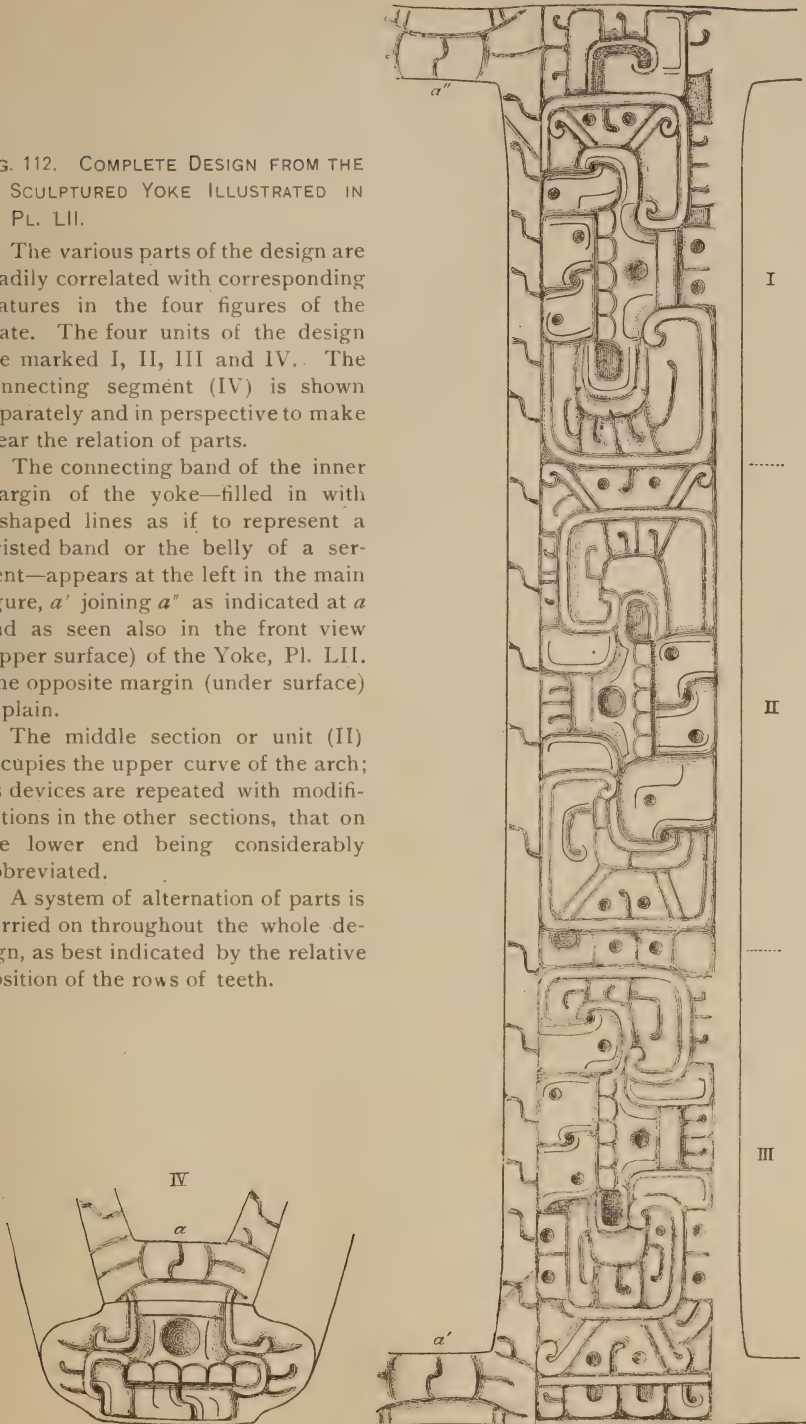 G. 112. COMPLETE DESIGN FROM THE
SCULPTURED YOKE ILLUSTRATED IN
PL. LII.
The various parts of the design are
adily correlated with corresponding
atures in the four figures of the
ate. The four units of the design
e marked I, II, III and IV. The
nnecting segment (IV) is shown
parately and in perspective to make
ear the relation of parts.
The connecting band of the inner
argin of the yoke—filled in with
shaped lines as if to represent a
isted band or the belly of a ser-
nt—appears at the left in the main
gure, a' joining a" as indicated at a
d as seen also in the front view
pper surface) of the Yoke, Pl. LII.
ne opposite margin (under surface)
plain.
The middle section or unit (II)
cupies the upper curve of the arch;
s devices are repeated with modifi-
tions in the other sections, that on
e lower end being considerably
bbreviated.
A system of alternation of parts is
rried on throughout the whole de-
gn, as best indicated by the relative
sition of the rows of teeth.
IV
a
a"
I
II
III
a'